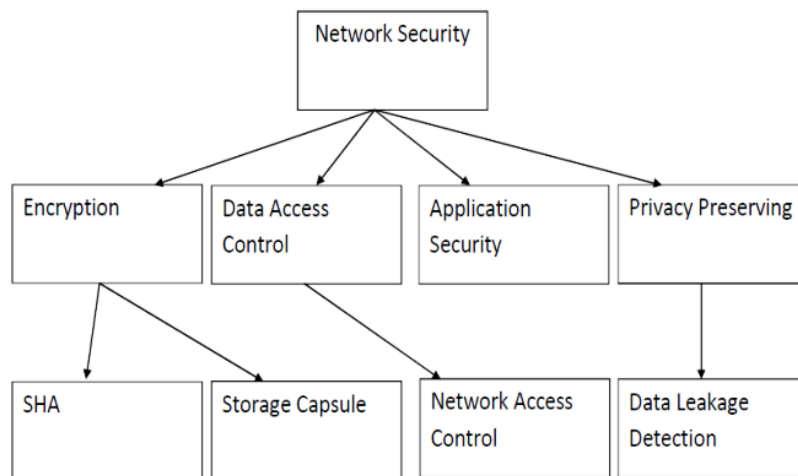 Network Security
Encryption
Data Access
Control
Application
Security
Privacy Preserving
SHA
Storage Capsule
Network Access
Control
Data Leakage
Detection